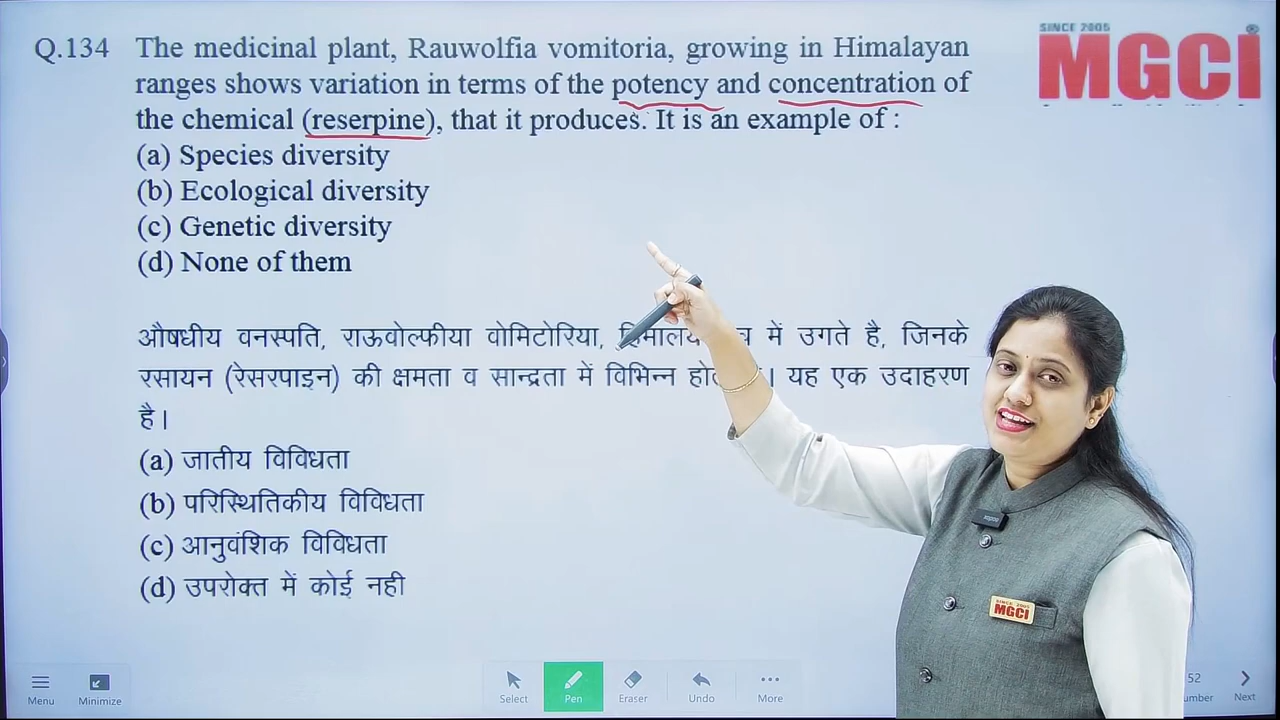 Q.134 The medicinal plant, Rauwolfia vomitoria, growing in Himalayan
ranges shows variation in terms of the potency and concentration of
the chemical (reserpine), that it produces. It is an example of :
(a) Species diversity
(b) Ecological diversity
(c) Genetic diversity
(d) None of them
SINCE 2005
MGCI
औषधीय वनस्पति, राऊवोल्फीया वोमिटोरिया, में उगते है, जिनके
रसायन (रेसरपाइन) की क्षमता व सान्द्रता में विभिन्न यह एक उदाहरण
है।
(a) जातीय विविधता
(b) परिस्थितिकीय विविधता
(c) आनुवंशिक विविधता
(d) उपरोक्त में कोई नही
SINCE 2005
MGCI
Menu Minimize Select Pen Eraser Undo More Next
52